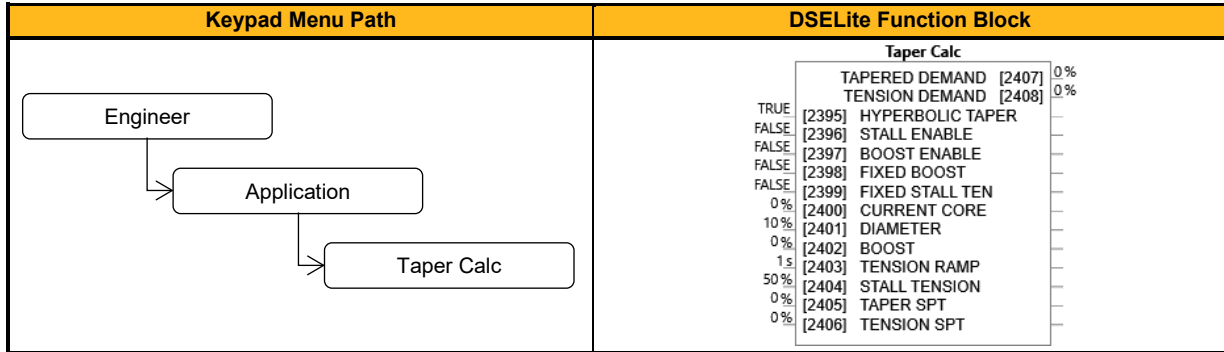 Keypad Menu Path
DSELite Function Block
Engineer
Application
Taper Calc
Taper Calc
TAPERED DEMAND [2407] 0%
TENSION DEMAND [2408] 0%
TRUE [2395] HYPERBOLIC TAPER
FALSE [2396] STALL ENABLE
FALSE [2397] BOOST ENABLE
FALSE [2398] FIXED BOOST
FALSE [2399] FIXED STALL TEN
0% [2400] CURRENT CORE
10% [2401] DIAMETER
0% [2402] BOOST
1s [2403] TENSION RAMP
50% [2404] STALL TENSION
0% [2405] TAPER SPT
0% [2406] TENSION SPT